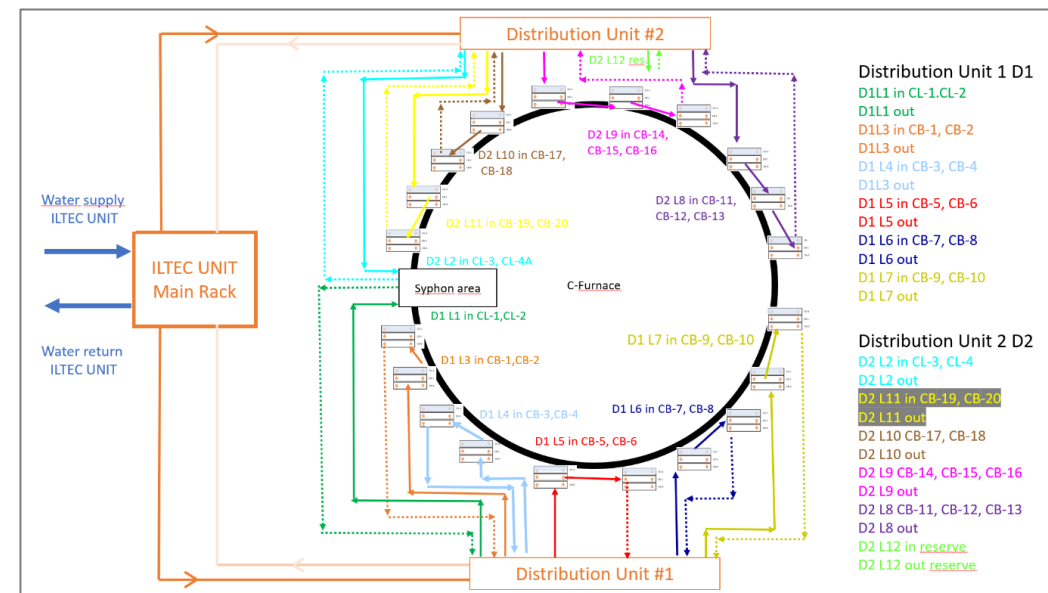 Distribution Unit #2
D2 L12 res
D2 L9 in CB-14,
CB-15, CB-16
D2 L10 in CB-17,
CB-18
D2 L8 in CB-11,
CB-12, CB-13
D2 L11 in CB-19, CB-20
D2 L2 in CL-3, CL-4A
Syphon area
C-Furnace
D1 L1 in CL-1,CL-2
D1 L3 in CB-1,CB-2
D1 L7 in CB-9, CB-10
D1 L4 in CB-3,CB-4
D1 L6 in CB-7, CB-8
D1 L5 in CB-5, CB-6
Distribution Unit #1
Water supply
ILTEC UNIT
ILTEC UNIT
Main Rack
Water return
ILTEC UNIT
Distribution Unit 1 D1
D1L1 in CL-1.CL-2
D1L1 out
D1L3 in CB-1, CB-2
D1L3 out
D1 L4 in CB-3, CB-4
D1L3 out
D1 L5 in CB-5, CB-6
D1 L5 out
D1 L6 in CB-7, CB-8
D1 L6 out
D1 L7 in CB-9, CB-10
D1 L7 out
Distribution Unit 2 D2
D2 L2 in CL-3, CL-4
D2 L2 out
D2 L11 in CB-19, CB-20
D2 L11 out
D2 L10 CB-17, CB-18
D2 L10 out
D2 L9 CB-14, CB-15, CB-16
D2 L9 out
D2 L8 CB-11, CB-12, CB-13
D2 L8 out
D2 L12 in reserve
D2 L12 out reserve